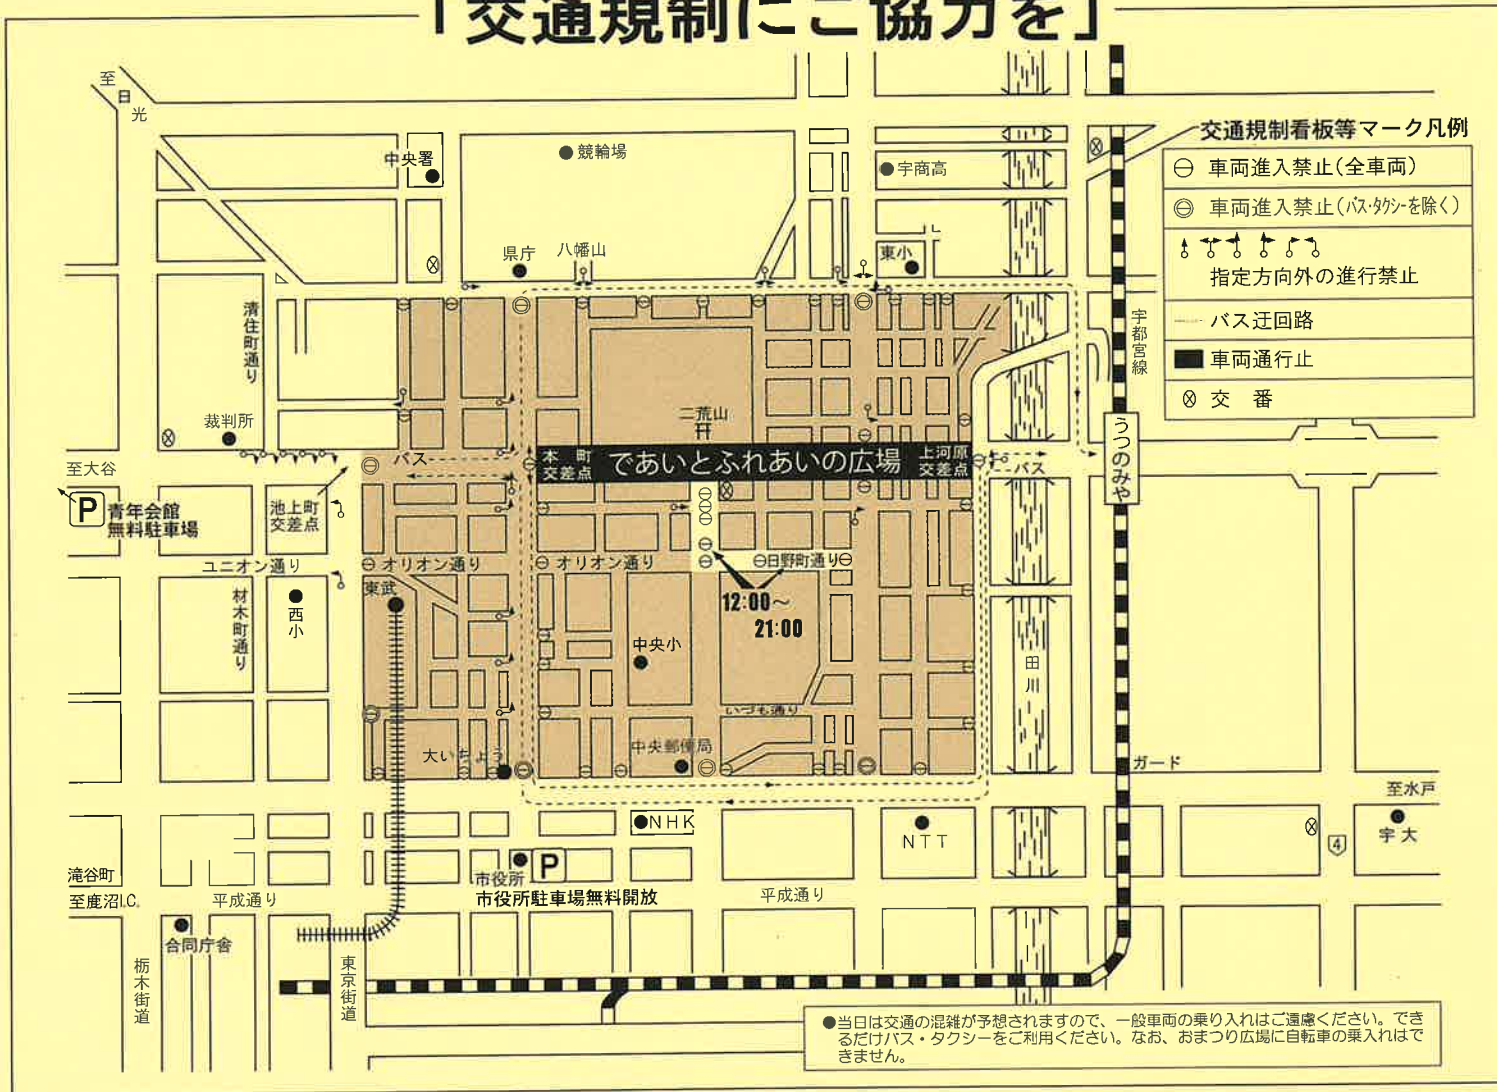 「交通規制にご協力を」
至
日
光
交通規制看板等マーク凡例
車両進入禁止(全車両)
車両進入禁止(バス・タクシーを除く)
指定方向外の進行禁止
バス迂回路
車両通行止
交 番
中央署
競輪場
宇商高
県庁
八幡山
東小
清住町通り
宇都宮線
裁判所
二荒山
至大谷
バス
本町
交差点
であいとふれあいの広場
上河原
交差点
バス
うつのみや
P
青年会館
無料駐車場
池上町
交差点
ユニオン通り
オリオン通り
オリオン通り
日野町通り
東武
12:00～
21:00
材木町通り
西小
中央小
田川
いづも通り
大いちょう
中央郵便局
ガード
至水戸
NHK
NTT
4
宇大
滝谷町
至鹿沼I.C.
平成通り
市役所
P
市役所駐車場無料開放
平成通り
合同庁舎
栃木街道
東京街道
●当日は交通の混雑が予想されますので、一般車両の乗り入れはご遠慮ください。でき
るだけバス・タクシーをご利用ください。なお、おまつり広場に自転車の乗入れはで
きません。